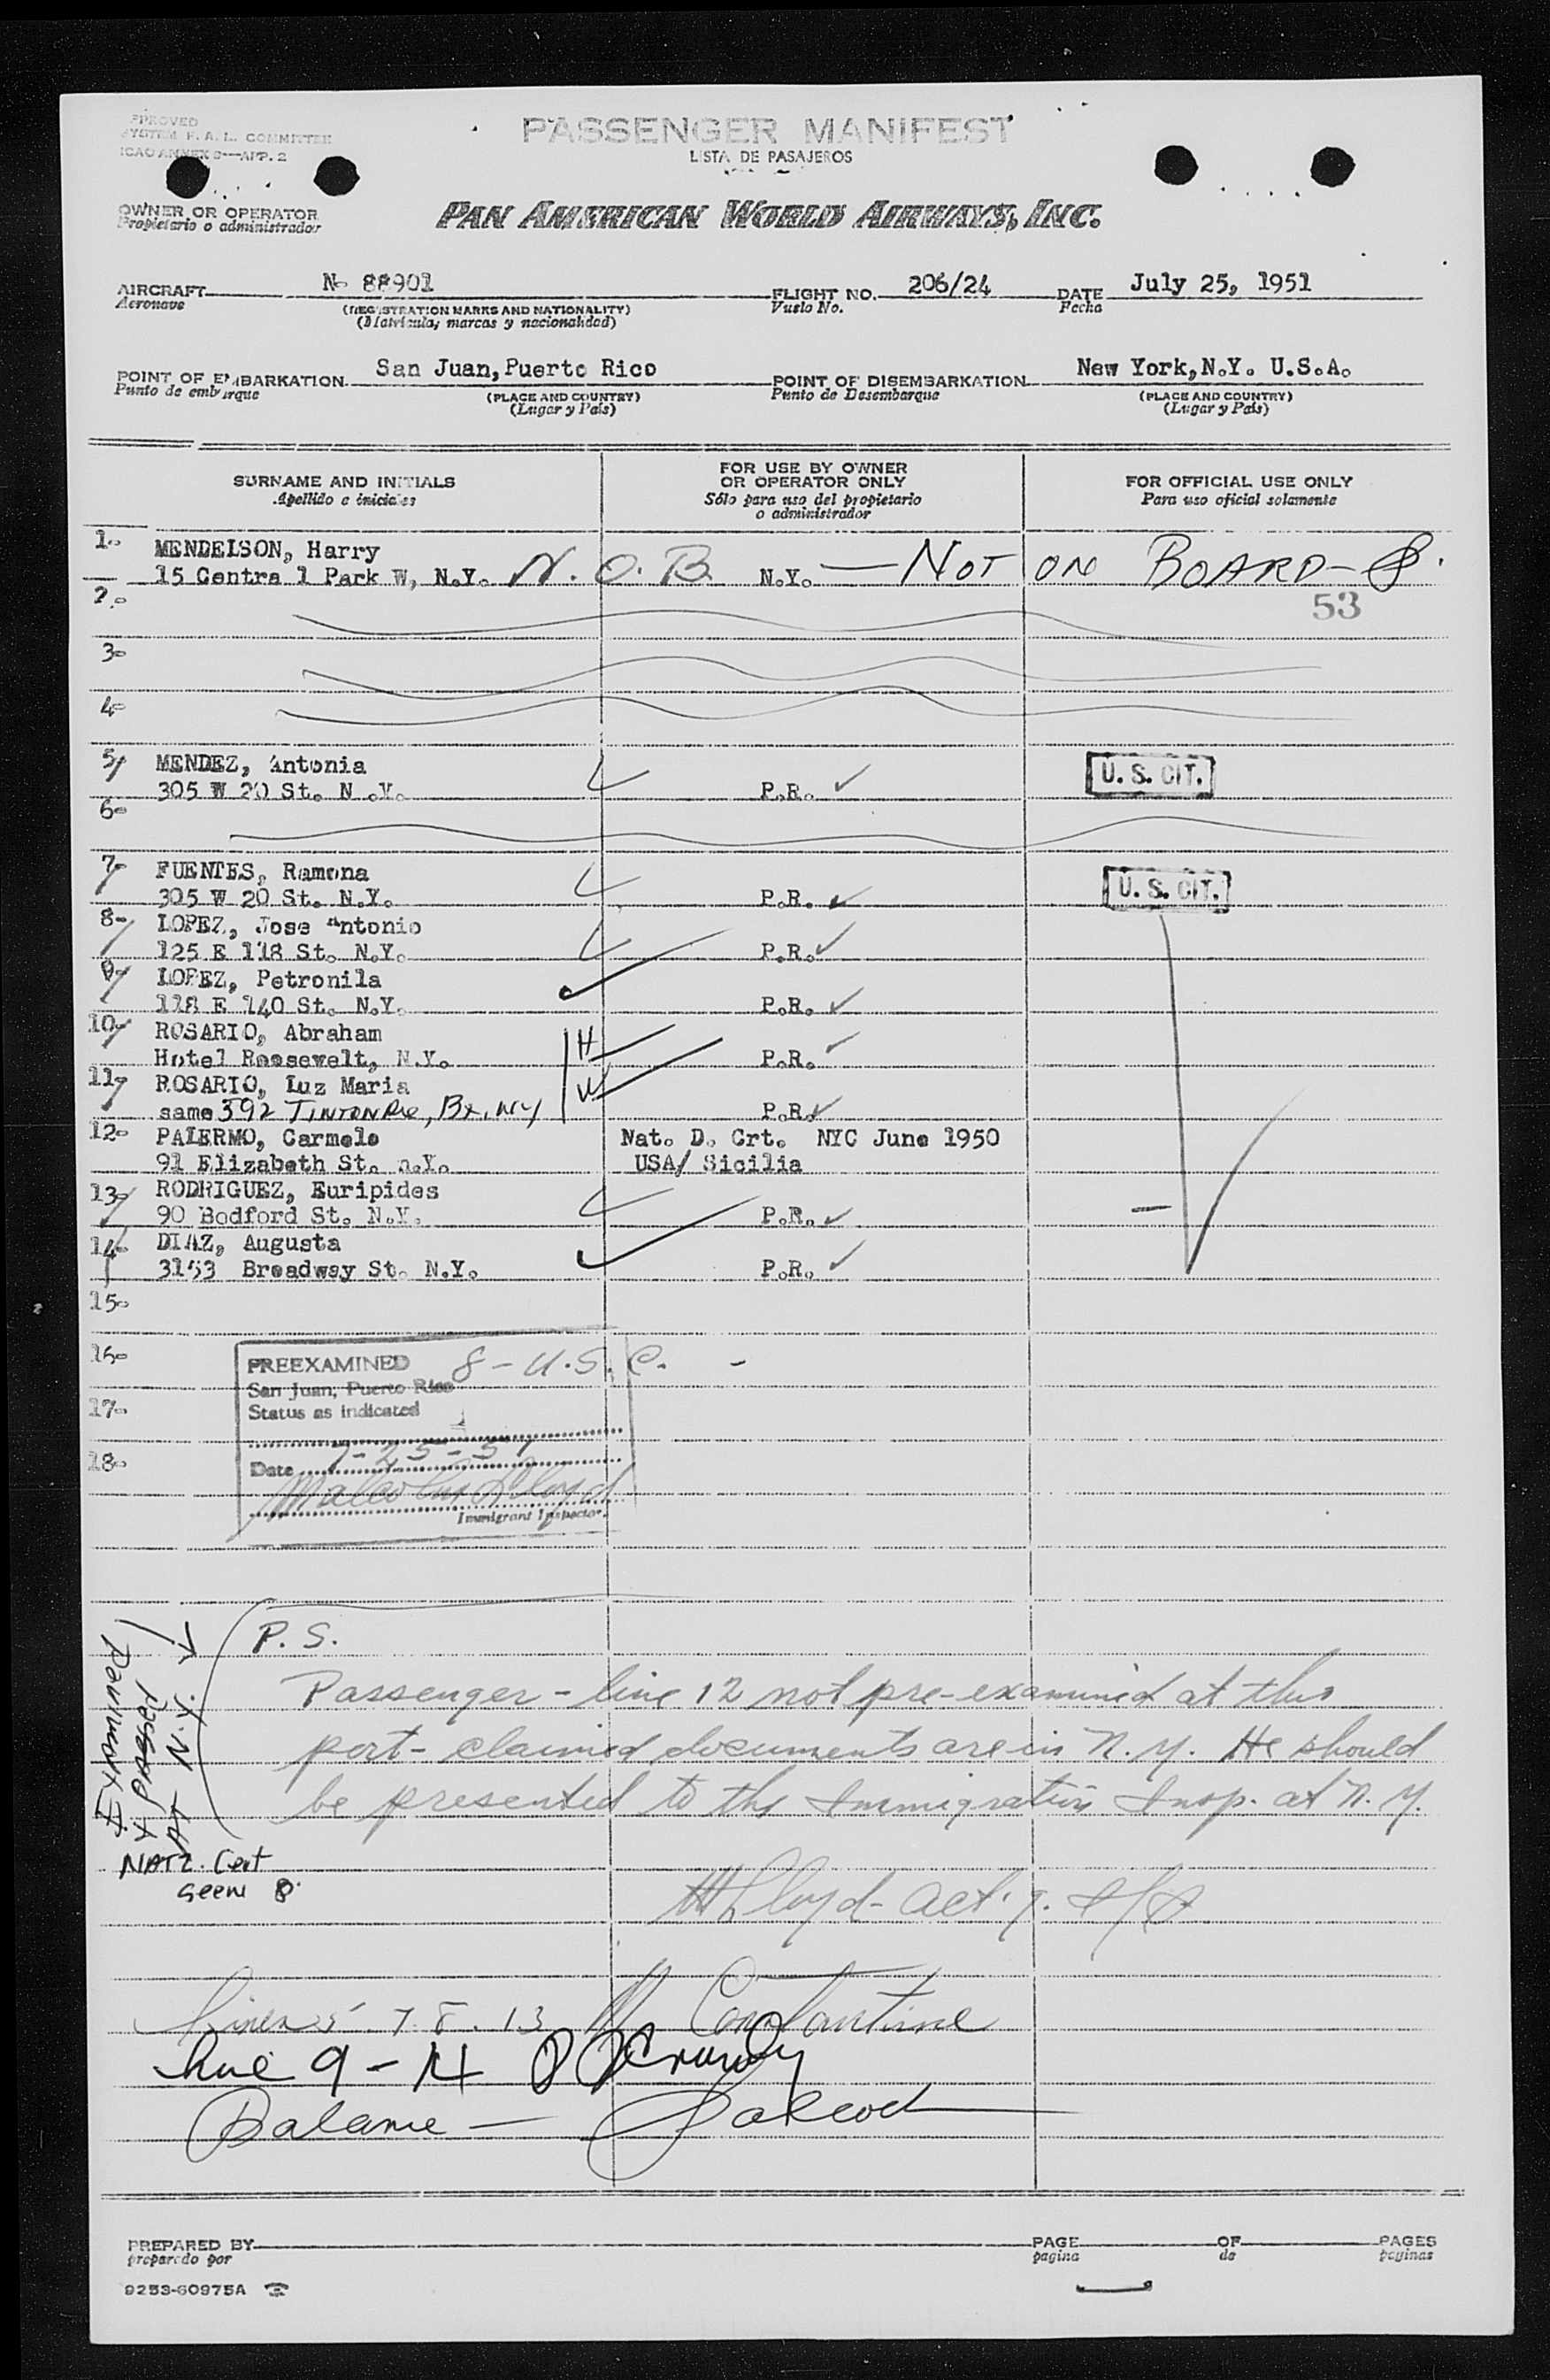 APPROVED
SYSTEM F. A. L. COMMITTEE
ICAO ANNEX 9—APP. 2
PASSENGER MANIFEST
LISTA DE PASAJEROS
OWNER OR OPERATOR
Propietario o administrador
PAN AMERICAN WORLD AIRWAYS, INC.
AIRCRAFT No 88901 FLIGHT NO. 206/24 DATE July 25, 1951
Aeronave (REGISTRATION MARKS AND NATIONALITY) Vuelo No. Fecha
(Matrícula, marcas y nacionalidad)
POINT OF EMBARKATION San Juan, Puerto Rico POINT OF DISEMBARKATION New York, N.Y. U.S.A.
Punto de embarque (PLACE AND COUNTRY) Punto de Desembarque (PLACE AND COUNTRY)
(Lugar y País) (Lugar y País)
SURNAME AND INITIALS FOR USE BY OWNER OR OPERATOR ONLY FOR OFFICIAL USE ONLY
Apellido e iniciales Sólo para uso del propietario o administrador Para uso oficial solamente
1. MENDELSON, Harry
15 Centra l Park W, N.Y. N. O. B. N.Y. — NOT ON BOARD —
2. 53
3.
4.
5. MENDEZ, Antonia U. S. CIT.
305 W 20 St. N .Y. ✓ P.R. ✓
6.
7. FUENTES, Ramona U. S. CIT.
305 W 20 St. N.Y. ✓ P.R. ✓
8. LOPEZ, Jose Antonio
125 E 118 St. N.Y. ✓ P.R. ✓
9. LOPEZ, Petronila
118 E 140 St. N.Y. ✓ P.R. ✓
10. ROSARIO, Abraham H
Hotel Roosevelt, N.Y. ✓ P.R. ✓
11. ROSARIO, Luz Maria W
same 592 TINTON Ave, Bx, NY ✓ P.R. ✓
12. PALERMO, Carmelo Nat. D. Crt. NYC June 1950
91 Elizabeth St. n.Y. USA/ Sicilia
13. RODRIGUEZ, Euripides
90 Bedford St. N.Y. ✓ P.R. ✓ —
14. DIAZ, Augusta
3153 Broadway St. N.Y. ✓ P.R. ✓
15.
16. PREEXAMINED 8 - U.S.C. -
San Juan, Puerto Rico
17. Status as indicated
18. Date 7-25-51
Malcolm Lloyd
Immigrant Inspector.
P. S.
Passenger - line 12 not pre-examined at this
port - claimed documents are in N. Y. He should
be presented to the Immigration Insp. at N. Y.
Examined
Passed
At N.Y.
NATZ. Cert
seen
M Lloyd - act'g.
Lines 5 7. 8. 13 Constantine
Line 9 - 14
Balance —
PREPARED BY PAGE OF PAGES
preparado por pagina de paginas
9253-60975A